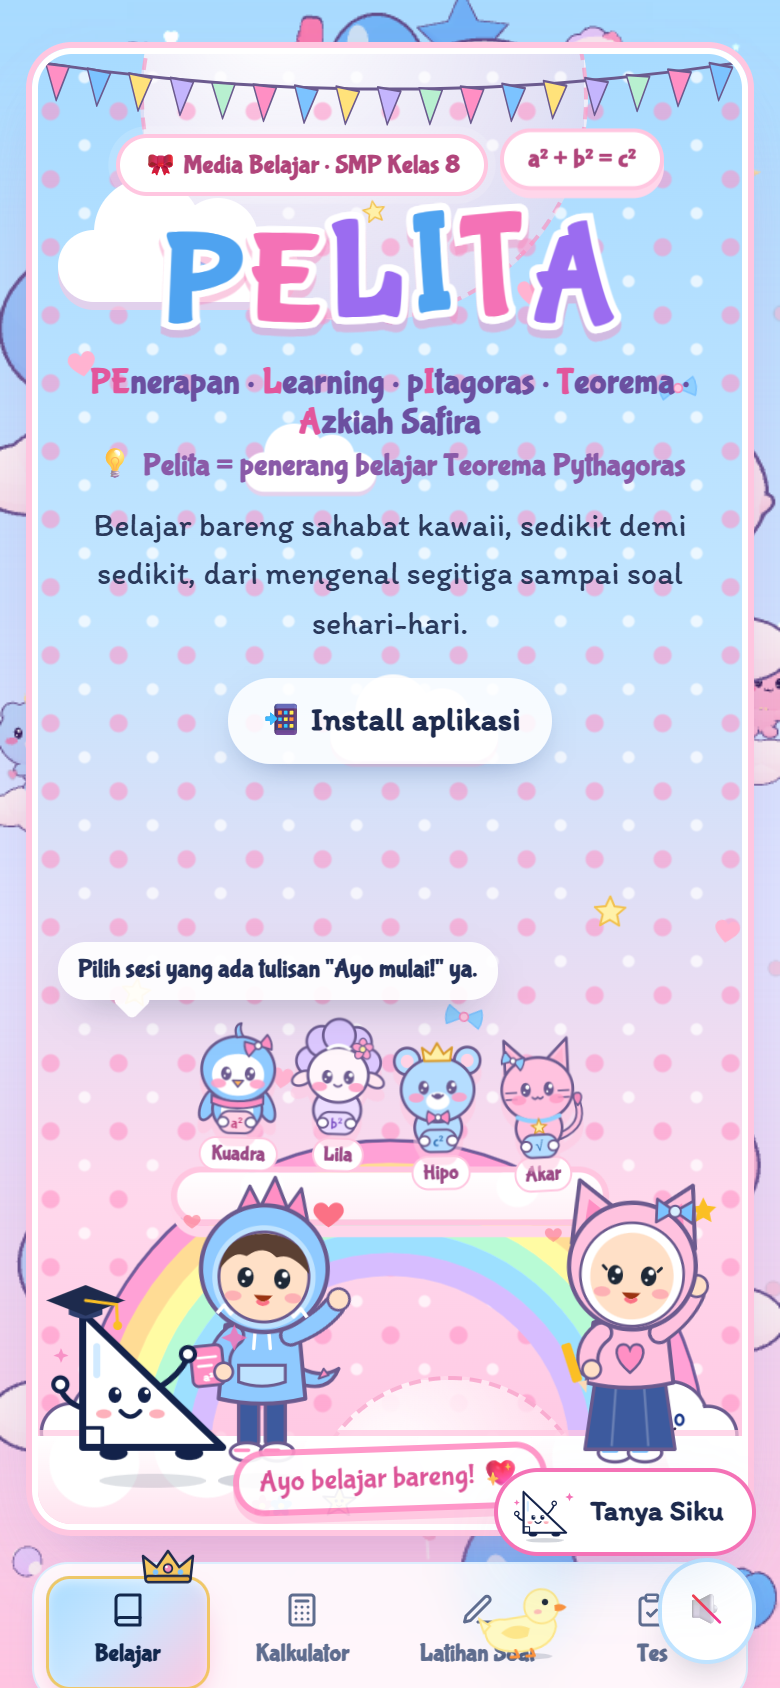 🎀 Media Belajar · SMP Kelas 8
a² + b² = c²
PELITA
PEnerapan · Learning · pItagoras · Teorema ·
Azkiah Safira
💡 Pelita = penerang belajar Teorema Pythagoras
Belajar bareng sahabat kawaii, sedikit demi
sedikit, dari mengenal segitiga sampai soal
sehari-hari.
📲 Install aplikasi
Pilih sesi yang ada tulisan "Ayo mulai!" ya.
a²
b²
c²
√
Kuadra
Lila
Hipo
Akar
Ayo belajar bareng! 💖
Tanya Siku
Belajar
Kalkulator
Latihan Soal
Tes